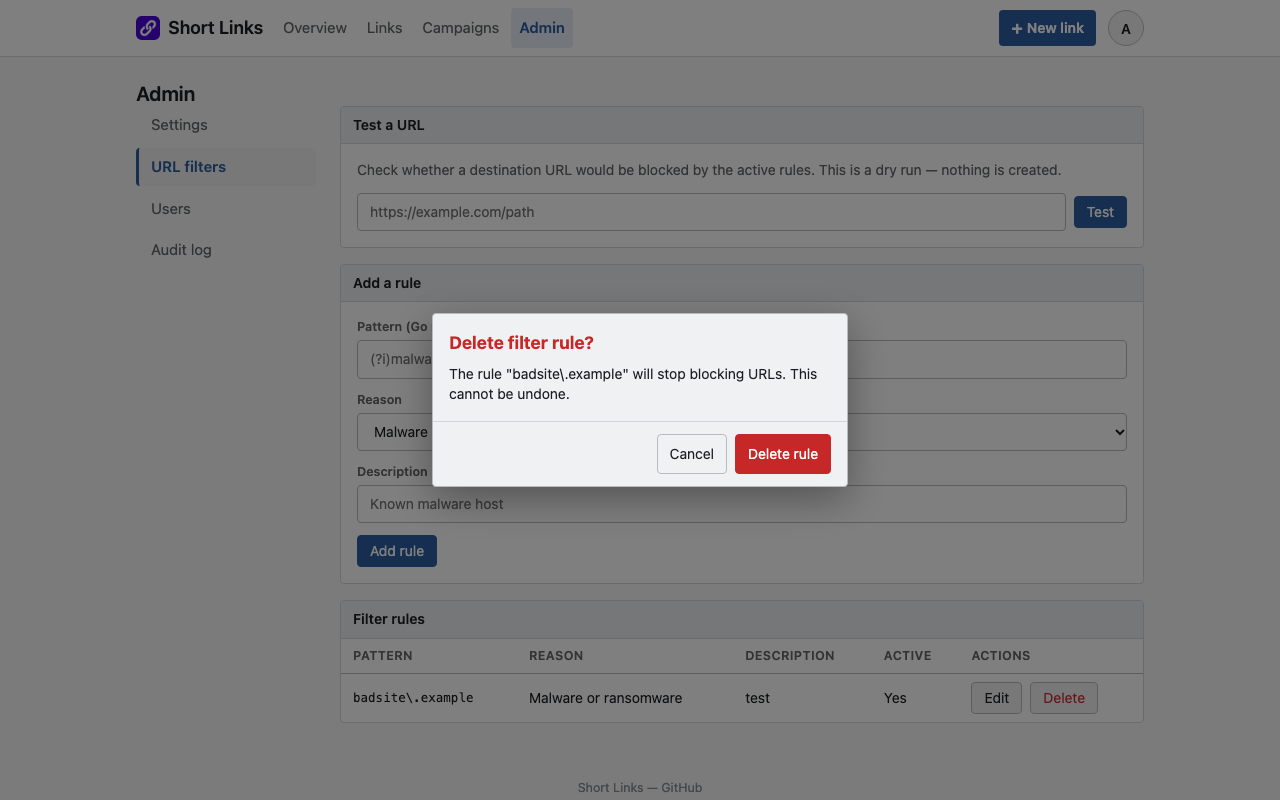 Short Links
Overview
Links
Campaigns
Admin
+ New link
A
Admin
Settings
URL filters
Users
Audit log
Test a URL
Check whether a destination URL would be blocked by the active rules. This is a dry run — nothing is created.
https://example.com/path
Test
Add a rule
Pattern (Go
(?i)malwa
Reason
Malware
Description
Known malware host
Add rule
Delete filter rule?
The rule "badsite\.example" will stop blocking URLs. This
cannot be undone.
Cancel
Delete rule
Filter rules
PATTERN REASON DESCRIPTION ACTIVE ACTIONS
badsite\.example Malware or ransomware test Yes Edit Delete
Short Links — GitHub